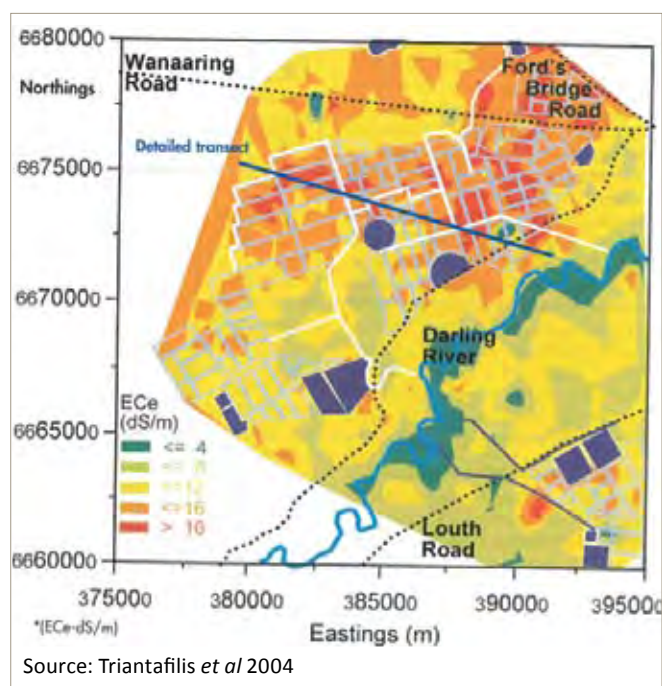 6680000
Northings
Wanaaring
Road
Ford's
Bridge
Road
Detailed transect
6675000
6670000
Darling
River
ECe
(dS/m)
<= 4
<= 8
<= 12
<=16
> 16
6665000
Louth
Road
6660000
375000
380000
385000
390000
395000
*(ECe-dS/m)
Eastings (m)
Source: Triantafilis et al 2004